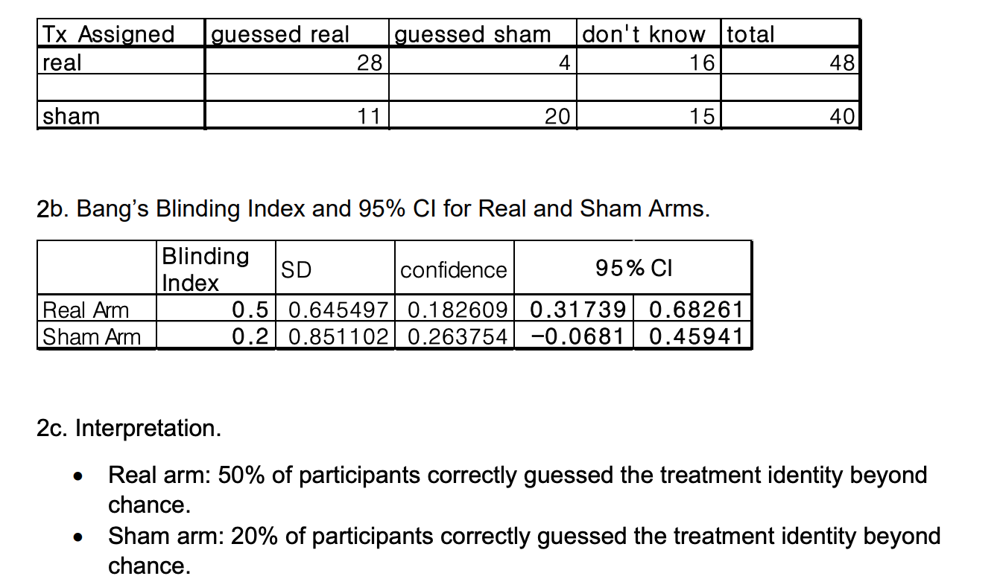 Tx Assigned guessed real guessed sham don't know total
real 28 4 16 48
sham 11 20 15 40
2b. Bang’s Blinding Index and 95% CI for Real and Sham Arms.
Blinding Index SD confidence 95% CI
Real Arm 0.5 0.645497 0.182609 0.31739 0.68261
Sham Arm 0.2 0.851102 0.263754 -0.0681 0.45941
2c. Interpretation.
• Real arm: 50% of participants correctly guessed the treatment identity beyond
chance.
• Sham arm: 20% of participants correctly guessed the treatment identity beyond
chance.